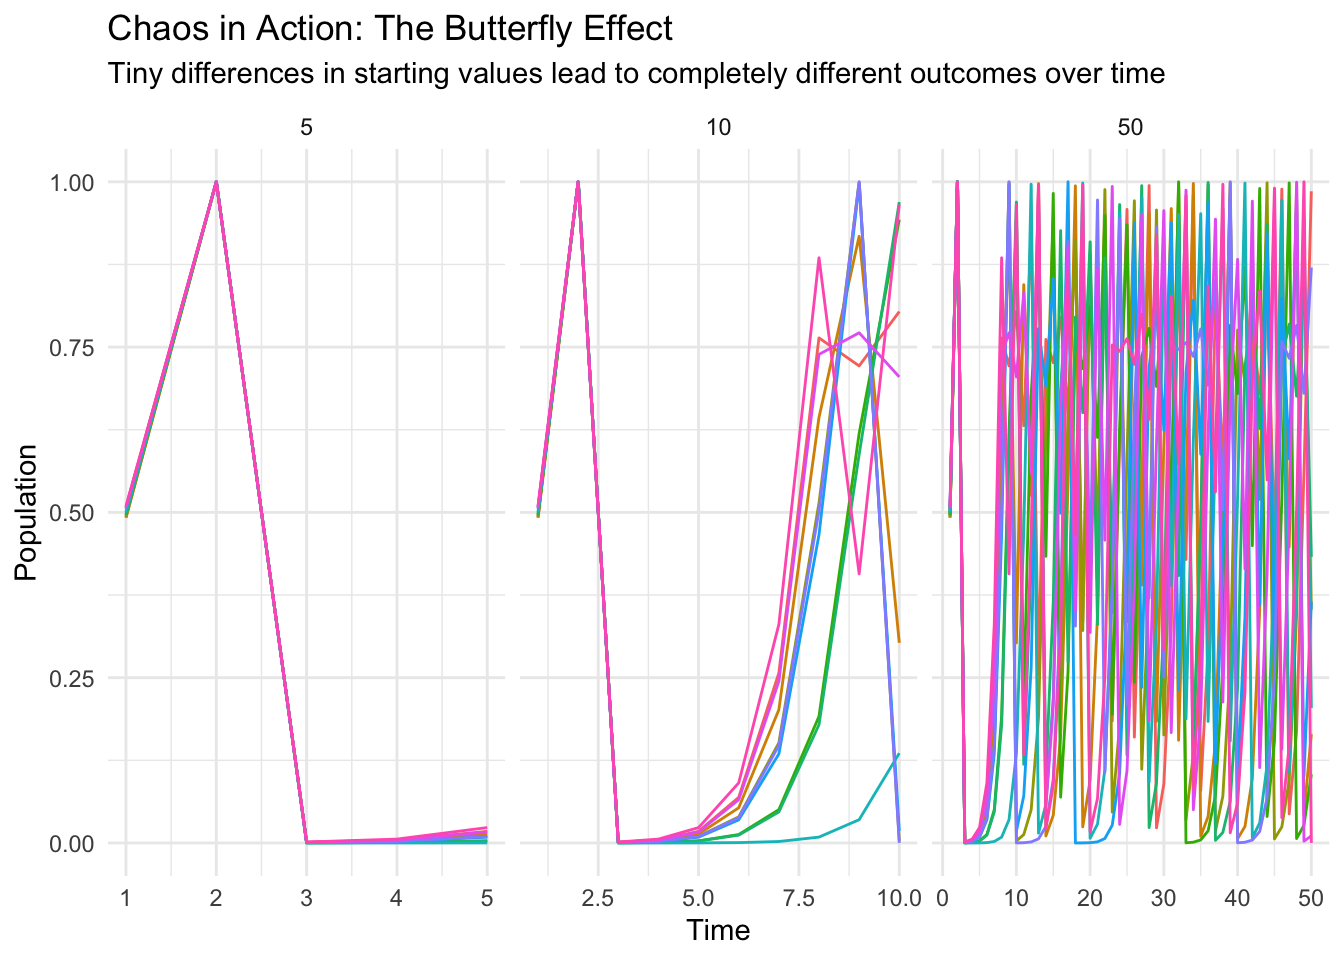 Chaos in Action: The Butterfly Effect
Tiny differences in starting values lead to completely different outcomes over time
5
10
50
Population
1.00
0.75
0.50
0.25
0.00
1 2 3 4 5
2.5 5.0 7.5 10.0
0 10 20 30 40 50
Time